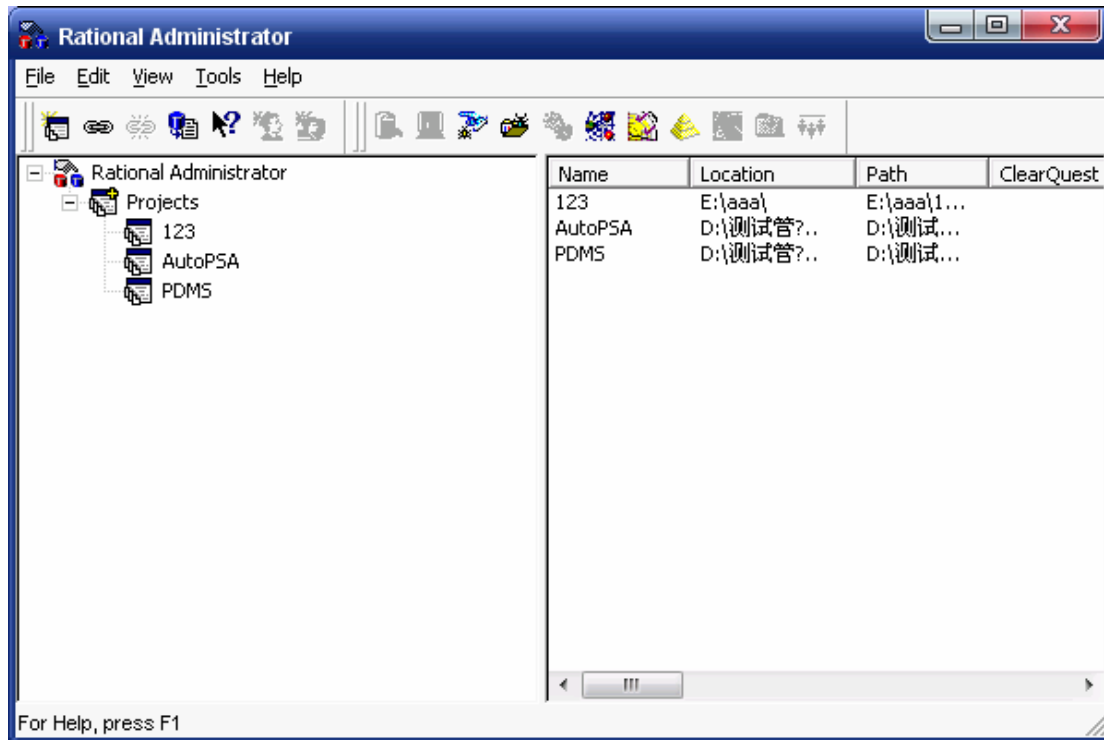 Rational Administrator
File Edit View Tools Help
Rational Administrator
Projects
123
AutoPSA
PDMS
Name Location Path ClearQuest
123 E:\aaa\ E:\aaa\1...
AutoPSA D:\测试管?.. D:\测试...
PDMS D:\测试管?.. D:\测试...
For Help, press F1